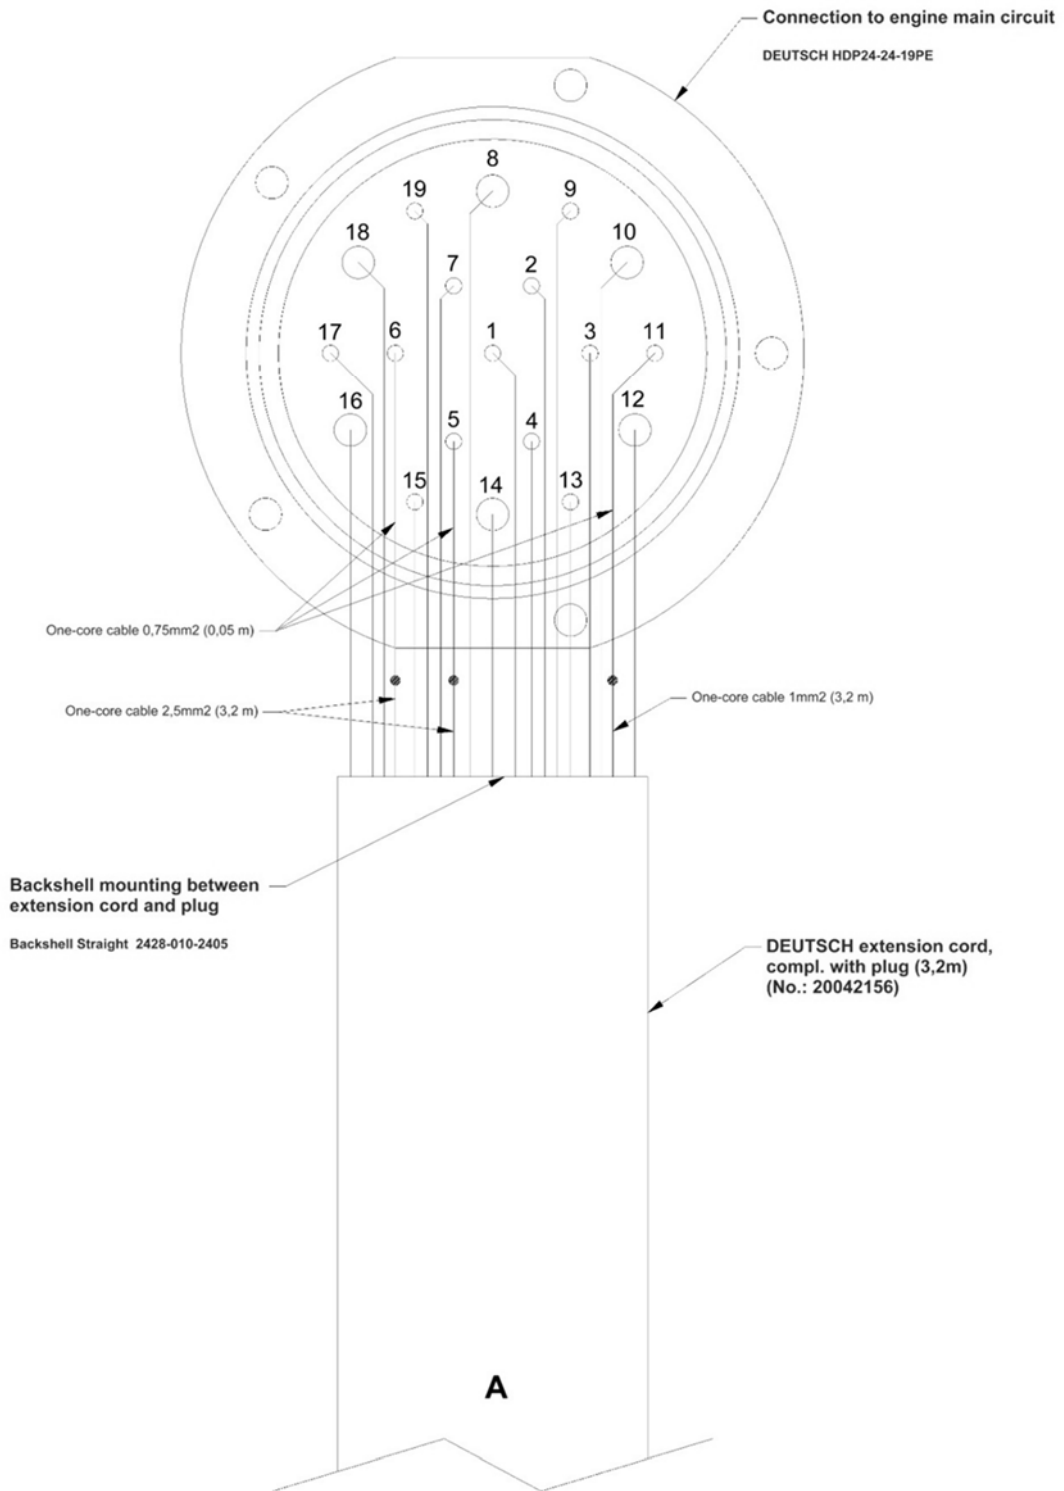 Connection to engine main circuit
DEUTSCH HDP24-24-19PE
8
19
9
18
10
7
2
17
6
1
3
11
16
12
5
4
15
14
13
One-core cable 0,75mm2 (0,05 m)
One-core cable 2,5mm2 (3,2 m)
One-core cable 1mm2 (3,2 m)
Backshell mounting between
extension cord and plug
Backshell Straight 2428-010-2405
DEUTSCH extension cord,
compl. with plug (3,2m)
(No.: 20042156)
A